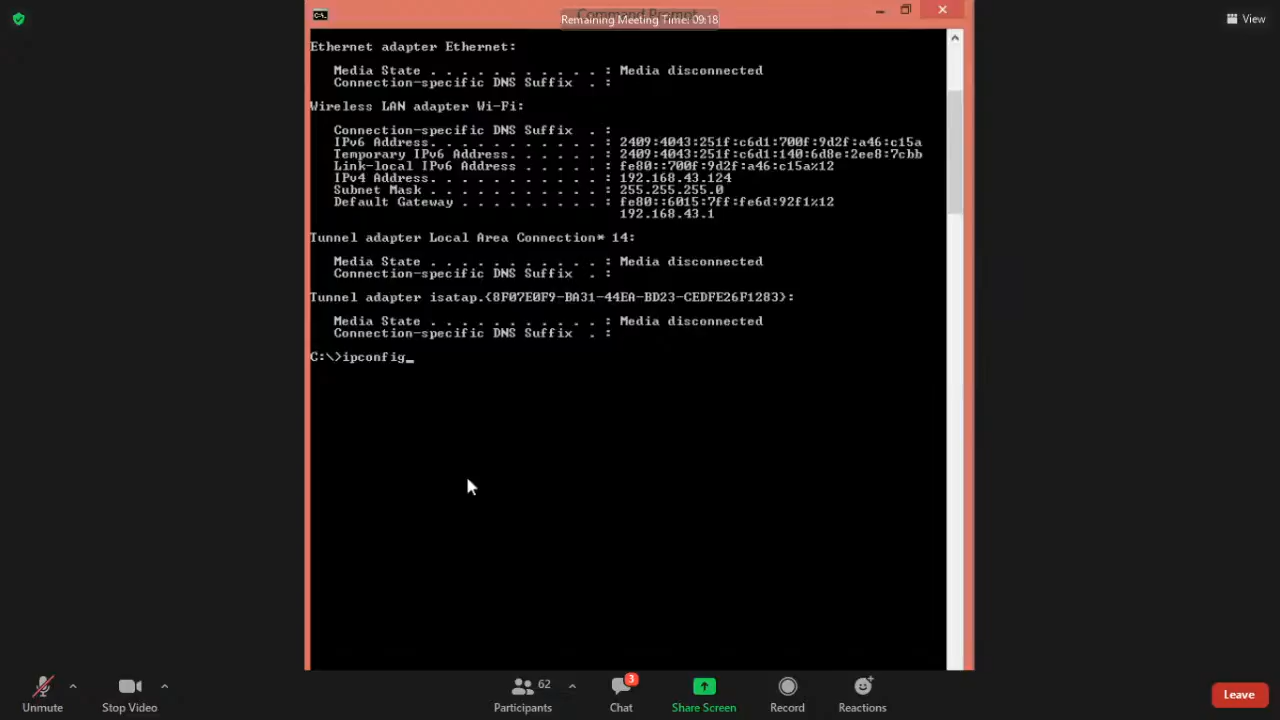 Command Prompt
Remaining Meeting Time: 09:18
View
Ethernet adapter Ethernet:
Media State . . . . . . . . . . . : Media disconnected
Connection-specific DNS Suffix  . :
Wireless LAN adapter Wi-Fi:
Connection-specific DNS Suffix  . :
IPv6 Address. . . . . . . . . . . : 2409:4043:251f:c6d1:700f:9d2f:a46:c15a
Temporary IPv6 Address. . . . . . : 2409:4043:251f:c6d1:140:6d8e:2ee8:7cbb
Link-local IPv6 Address . . . . . : fe80::700f:9d2f:a46:c15a%12
IPv4 Address. . . . . . . . . . . : 192.168.43.124
Subnet Mask . . . . . . . . . . . : 255.255.255.0
Default Gateway . . . . . . . . . : fe80::6015:7ff:fe6d:92f1%12
192.168.43.1
Tunnel adapter Local Area Connection* 14:
Media State . . . . . . . . . . . : Media disconnected
Connection-specific DNS Suffix  . :
Tunnel adapter isatap.{8F07E0F9-BA31-44EA-BD23-CEDFE26F1283}:
Media State . . . . . . . . . . . : Media disconnected
Connection-specific DNS Suffix  . :
C:\>ipconfig_
Unmute
Stop Video
62
Participants
3
Chat
Share Screen
Record
Reactions
Leave